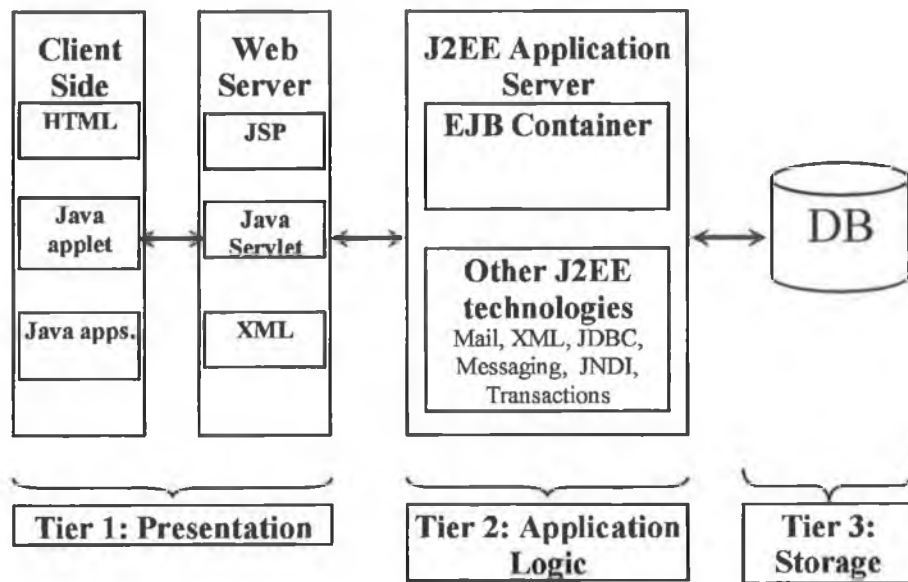 Client
Side
HTML
Java
applet
Java apps.
Web
Server
JSP
Java
Servlet
XML
J2EE Application
Server
EJB Container
Other J2EE
technologies
Mail, XML, JDBC,
Messaging, JNDI,
Transactions
DB
Tier 1: Presentation
Tier 2: Application
Logic
Tier 3:
Storage